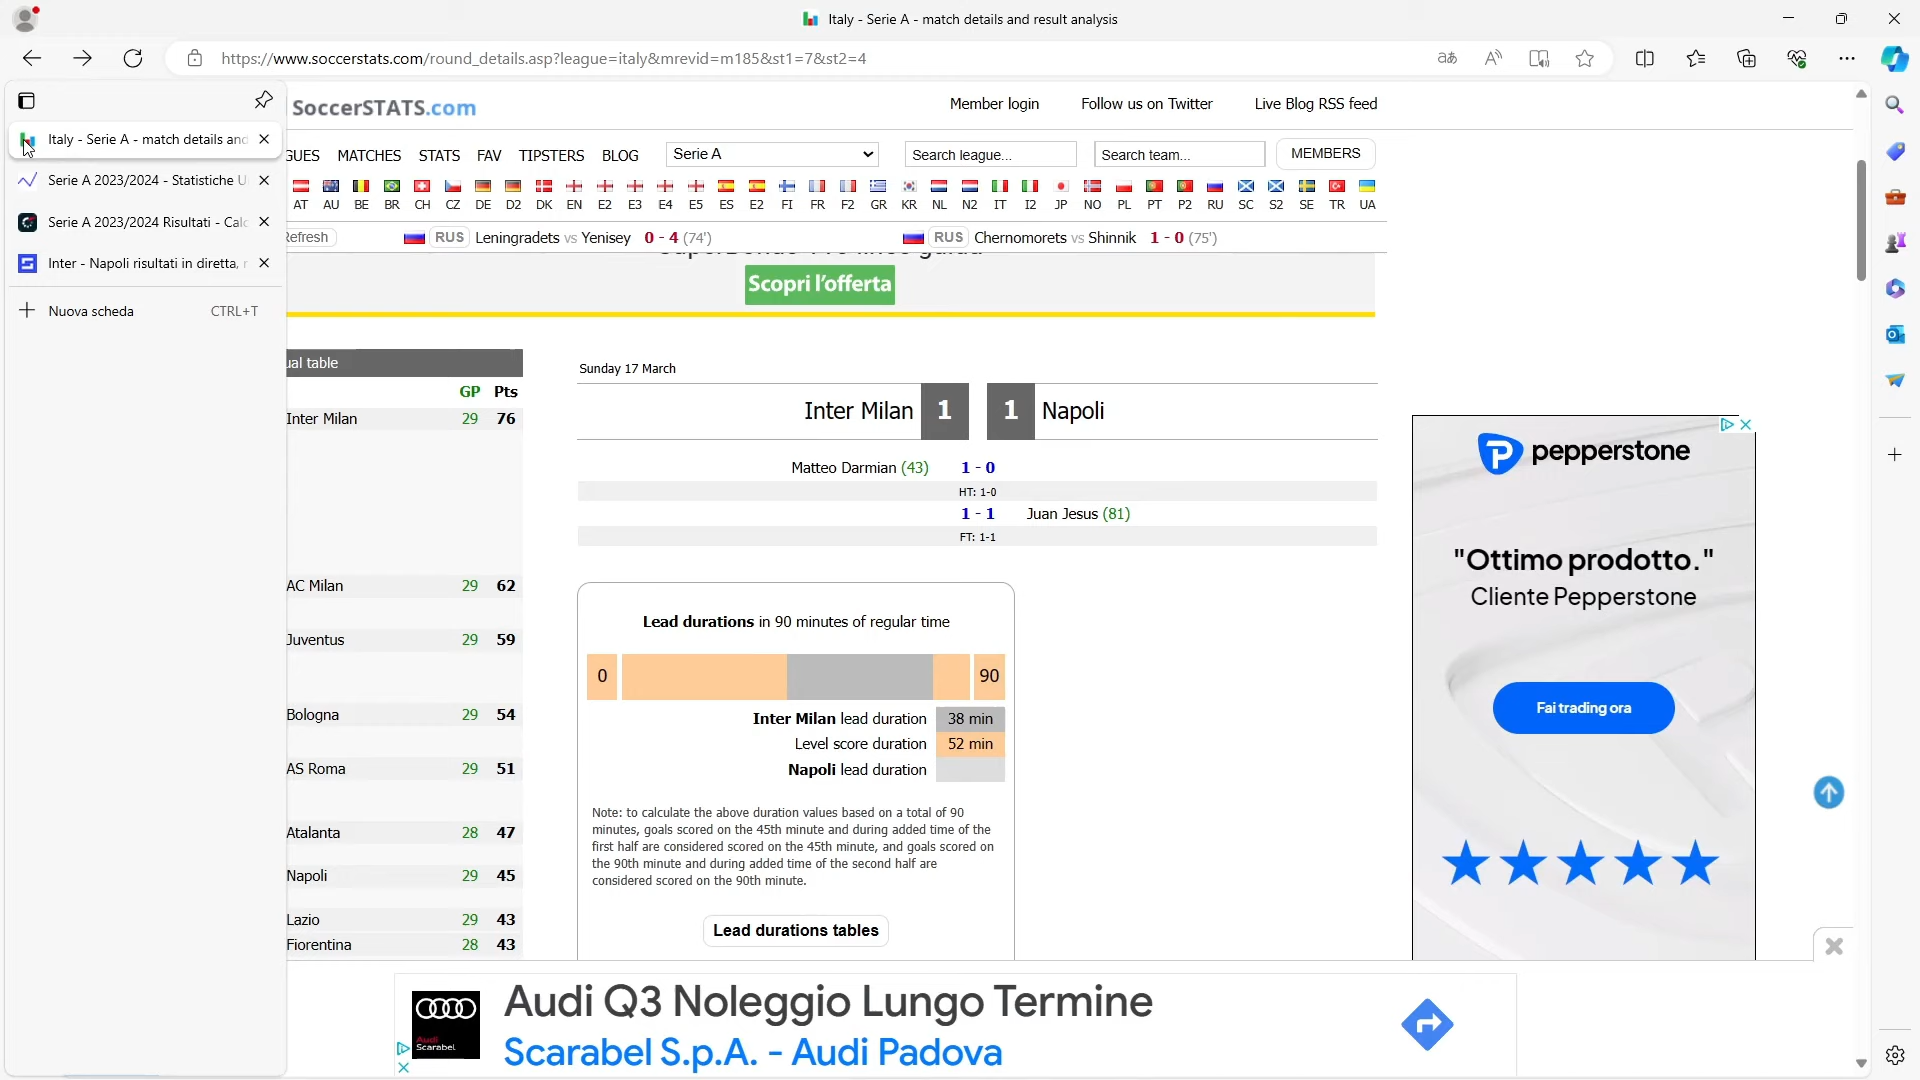 Italy - Serie A - match details and result analysis
https://www.soccerstats.com/round_details.asp?league=italy&mrevid=m185&st1=7&st2=4
Italy - Serie A - match details and
Serie A 2023/2024 - Statistiche U
Serie A 2023/2024 Risultati - Calc
Inter - Napoli risultati in diretta, r
Nuova scheda CTRL+T
SoccerSTATS.com
Member login Follow us on Twitter Live Blog RSS feed
GUES MATCHES STATS FAV TIPSTERS BLOG Serie A Search league... Search team... MEMBERS
AT AU BE BR CH CZ DE D2 DK EN E2 E3 E4 E5 ES E2 FI FR F2 GR KR NL N2 IT I2 JP NO PL PT P2 RU SC S2 SE TR UA
Refresh RUS Leningradets vs Yenisey 0 - 4 (74') RUS Chernomorets vs Shinnik 1 - 0 (75')
Scopri l'offerta
ual table
GP Pts
Inter Milan 29 76
AC Milan 29 62
Juventus 29 59
Bologna 29 54
AS Roma 29 51
Atalanta 28 47
Napoli 29 45
Lazio 29 43
Fiorentina 28 43
Sunday 17 March
Inter Milan 1 1 Napoli
Matteo Darmian (43) 1 - 0
HT: 1-0
1 - 1 Juan Jesus (81)
FT: 1-1
Lead durations in 90 minutes of regular time
0 90
Inter Milan lead duration 38 min
Level score duration 52 min
Napoli lead duration
Note: to calculate the above duration values based on a total of 90
minutes, goals scored on the 45th minute and during added time of the
first half are considered scored on the 45th minute, and goals scored on
the 90th minute and during added time of the second half are
considered scored on the 90th minute.
Lead durations tables
pepperstone
"Ottimo prodotto."
Cliente Pepperstone
Fai trading ora
Audi Q3 Noleggio Lungo Termine
Scarabel S.p.A. - Audi Padova
Audi
Scarabel